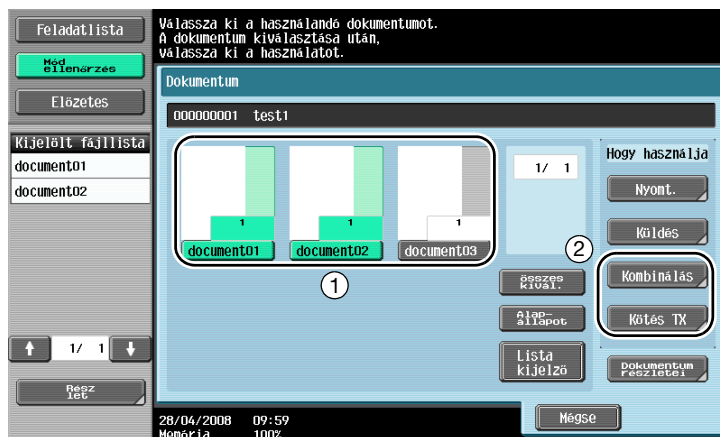 Feladatlista
Mód
ellenőrzés
Előzetes
Kijelölt fájllista
document01
document02
1/ 1
Rész
let
Válassza ki a használandó dokumentumot.
A dokumentum kiválasztása után,
válassza ki a használatot.
Dokumentum
000000001 test1
1
document01
1
document02
1
document03
1
1/ 1
2
összes
kivál.
Alap-
állapot
Lista
kijelző
Hogy használja
Nyomt.
Küldés
Kombinálás
Kötés TX
Dokumentum
részletei
Mégse
28/04/2008 09:59
Memória 100%